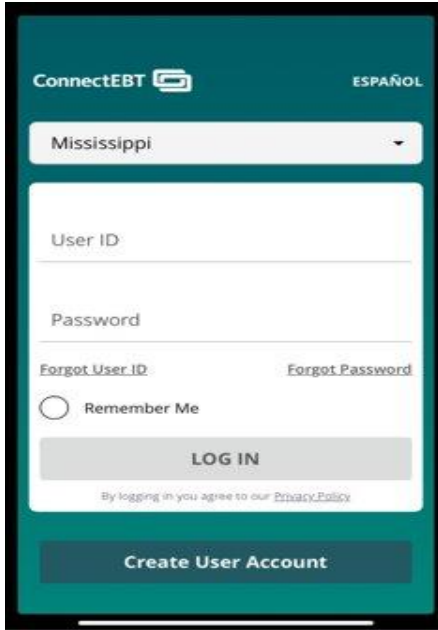 ConnectEBT
ESPAÑOL
Mississippi
User ID
Password
Forgot User ID
Forgot Password
Remember Me
LOG IN
By logging in you agree to our Privacy Policy
Create User Account